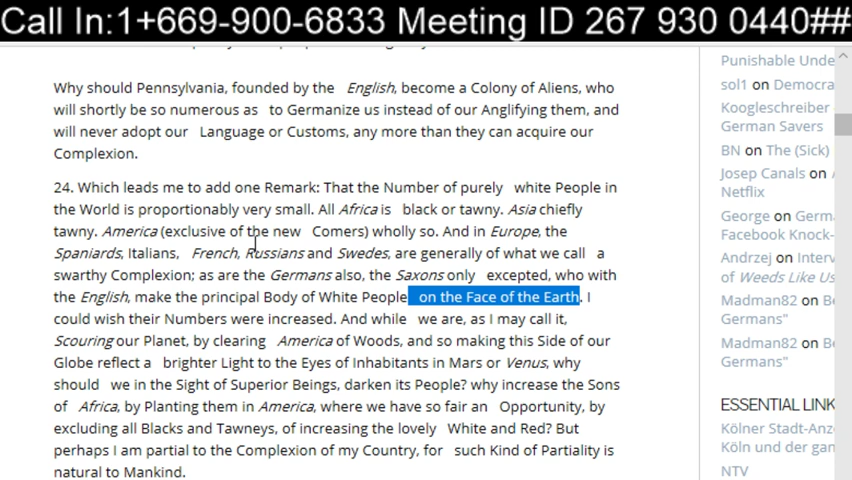 Call In:1+669-900-6833 Meeting ID 267 930 0440##
Why should Pennsylvania, founded by the English, become a Colony of Aliens, who
will shortly be so numerous as to Germanize us instead of our Anglifying them, and
will never adopt our Language or Customs, any more than they can acquire our
Complexion.
24. Which leads me to add one Remark: That the Number of purely white People in
the World is proportionably very small. All Africa is black or tawny. Asia chiefly
tawny. America (exclusive of the new Comers) wholly so. And in Europe, the
Spaniards, Italians, French, Russians and Swedes, are generally of what we call a
swarthy Complexion; as are the Germans also, the Saxons only excepted, who with
the English, make the principal Body of White People on the Face of the Earth. I
could wish their Numbers were increased. And while we are, as I may call it,
Scouring our Planet, by clearing America of Woods, and so making this Side of our
Globe reflect a brighter Light to the Eyes of Inhabitants in Mars or Venus, why
should we in the Sight of Superior Beings, darken its People? why increase the Sons
of Africa, by Planting them in America, where we have so fair an Opportunity, by
excluding all Blacks and Tawneys, of increasing the lovely White and Red? But
perhaps I am partial to the Complexion of my Country, for such Kind of Partiality is
natural to Mankind.
Punishable Unde
sol1 on Democra
Koogleschreiber
German Savers
BN on The (Sick)
Josep Canals on
Netflix
George on Germ
Facebook Knock-
Andrzej on Interv
of Weeds Like Us
Madman82 on Be
Germans"
Madman82 on Be
Germans"
ESSENTIAL LINK
Kölner Stadt-Anz
Köln und der gan
NTV